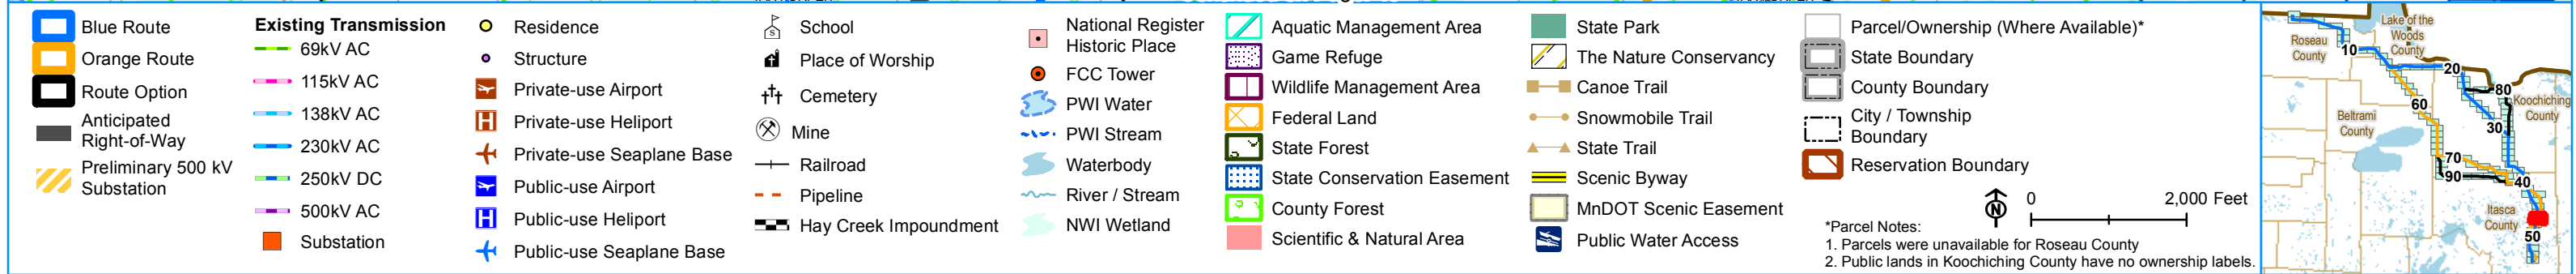 Blue Route
Orange Route
Route Option
Anticipated
Right-of-Way
Preliminary 500 kV
Substation
Existing Transmission
69kV AC
115kV AC
138kV AC
230kV AC
250kV DC
500kV AC
Substation
Residence
Structure
Private-use Airport
Private-use Heliport
Private-use Seaplane Base
Public-use Airport
Public-use Heliport
Public-use Seaplane Base
School
Place of Worship
Cemetery
Mine
Railroad
Pipeline
Hay Creek Impoundment
National Register
Historic Place
FCC Tower
PWI Water
PWI Stream
Waterbody
River / Stream
NWI Wetland
Aquatic Management Area
Game Refuge
Wildlife Management Area
Federal Land
State Forest
State Conservation Easement
County Forest
Scientific & Natural Area
State Park
The Nature Conservancy
Canoe Trail
Snowmobile Trail
State Trail
Scenic Byway
MnDOT Scenic Easement
Public Water Access
Parcel/Ownership (Where Available)*
State Boundary
County Boundary
City / Township
Boundary
Reservation Boundary
N
0 2,000 Feet
*Parcel Notes:
1. Parcels were unavailable for Roseau County
2. Public lands in Koochiching County have no ownership labels.
Lake of the
Woods
County
Roseau
County
10
20
80
Koochiching
County
60
Beltrami
County
30
70
90
40
Itasca
County
50